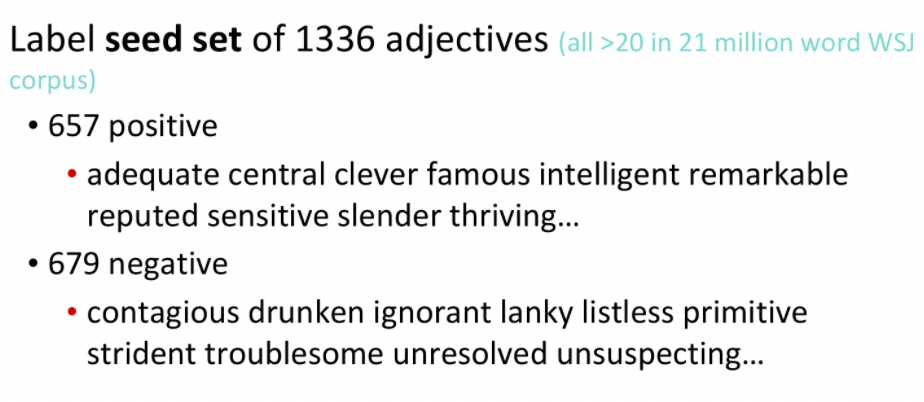 Label seed set of 1336 adjectives (all >20 in 21 million word WSJ
corpus)
• 657 positive
• adequate central clever famous intelligent remarkable
reputed sensitive slender thriving…
• 679 negative
• contagious drunken ignorant lanky listless primitive
strident troublesome unresolved unsuspecting…